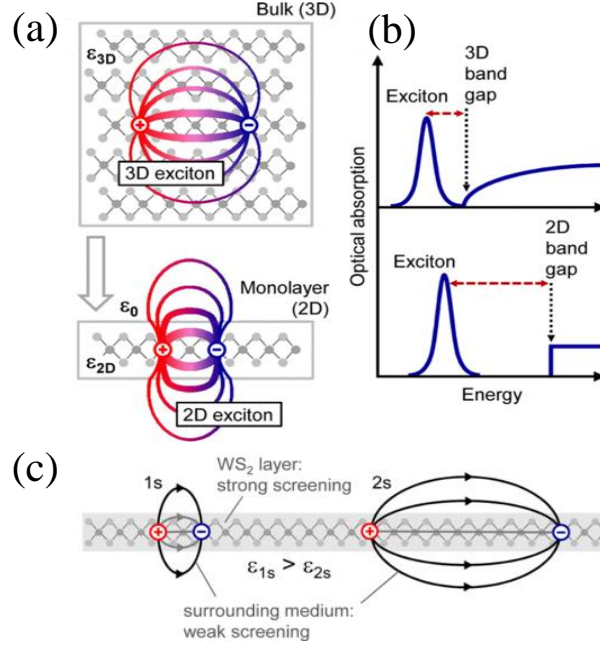 (a)
Bulk (3D)
ε3D
+
−
3D exciton
Monolayer
(2D)
ε0
ε2D
+
−
2D exciton
(b)
Optical absorption
Exciton
3D
band
gap
Exciton
2D
band
gap
Energy
(c)
WS₂ layer:
strong screening
1s
2s
+
−
+
−
ε1s > ε2s
surrounding medium:
weak screening